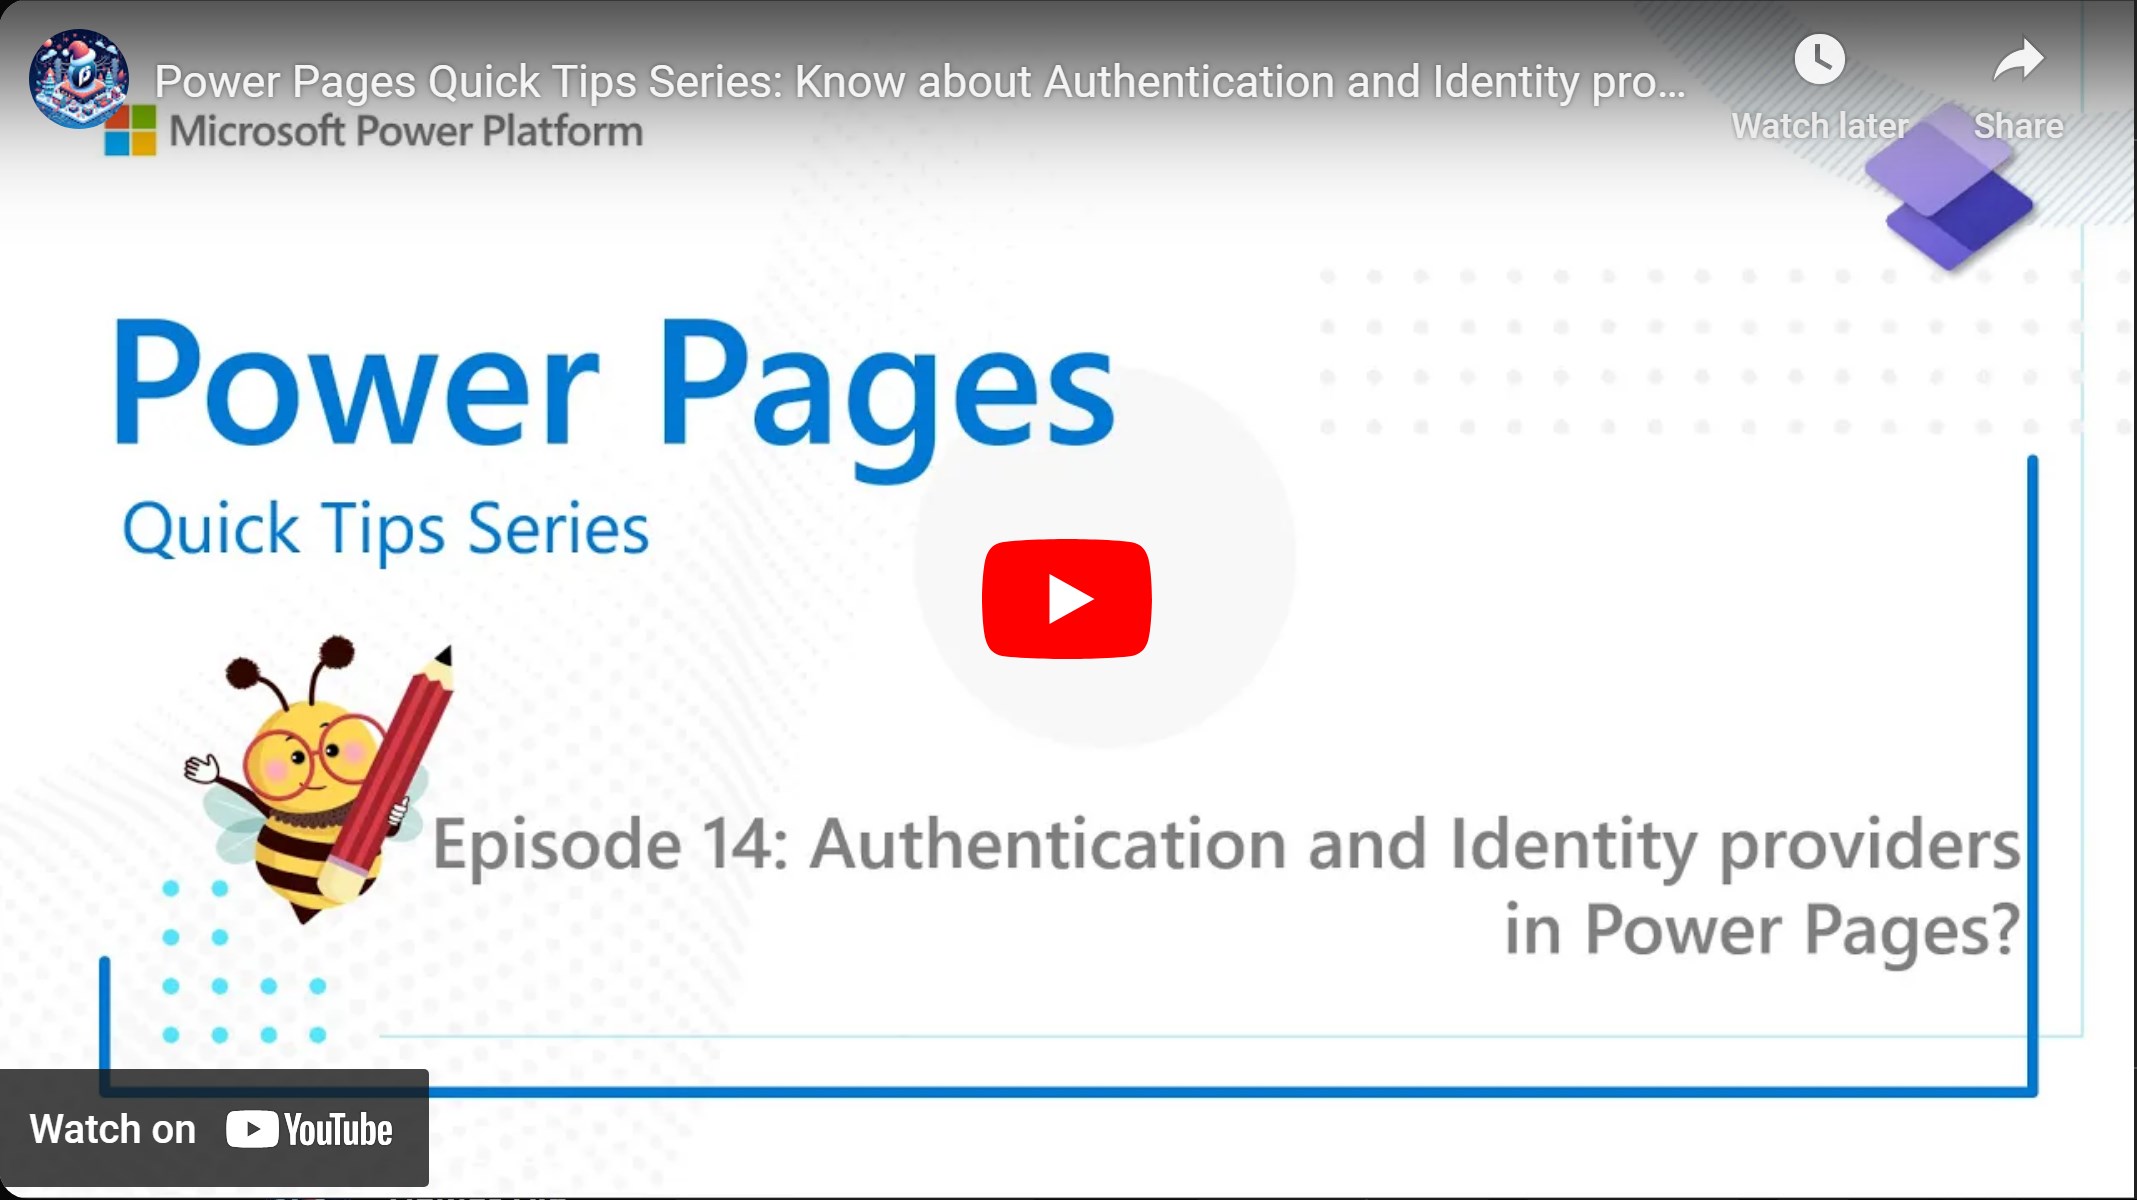 Power Pages Quick Tips Series: Know about Authentication and Identity pro...
Watch later
Share
Microsoft Power Platform
Power Pages
Quick Tips Series
Episode 14: Authentication and Identity providers
in Power Pages?
Watch on YouTube